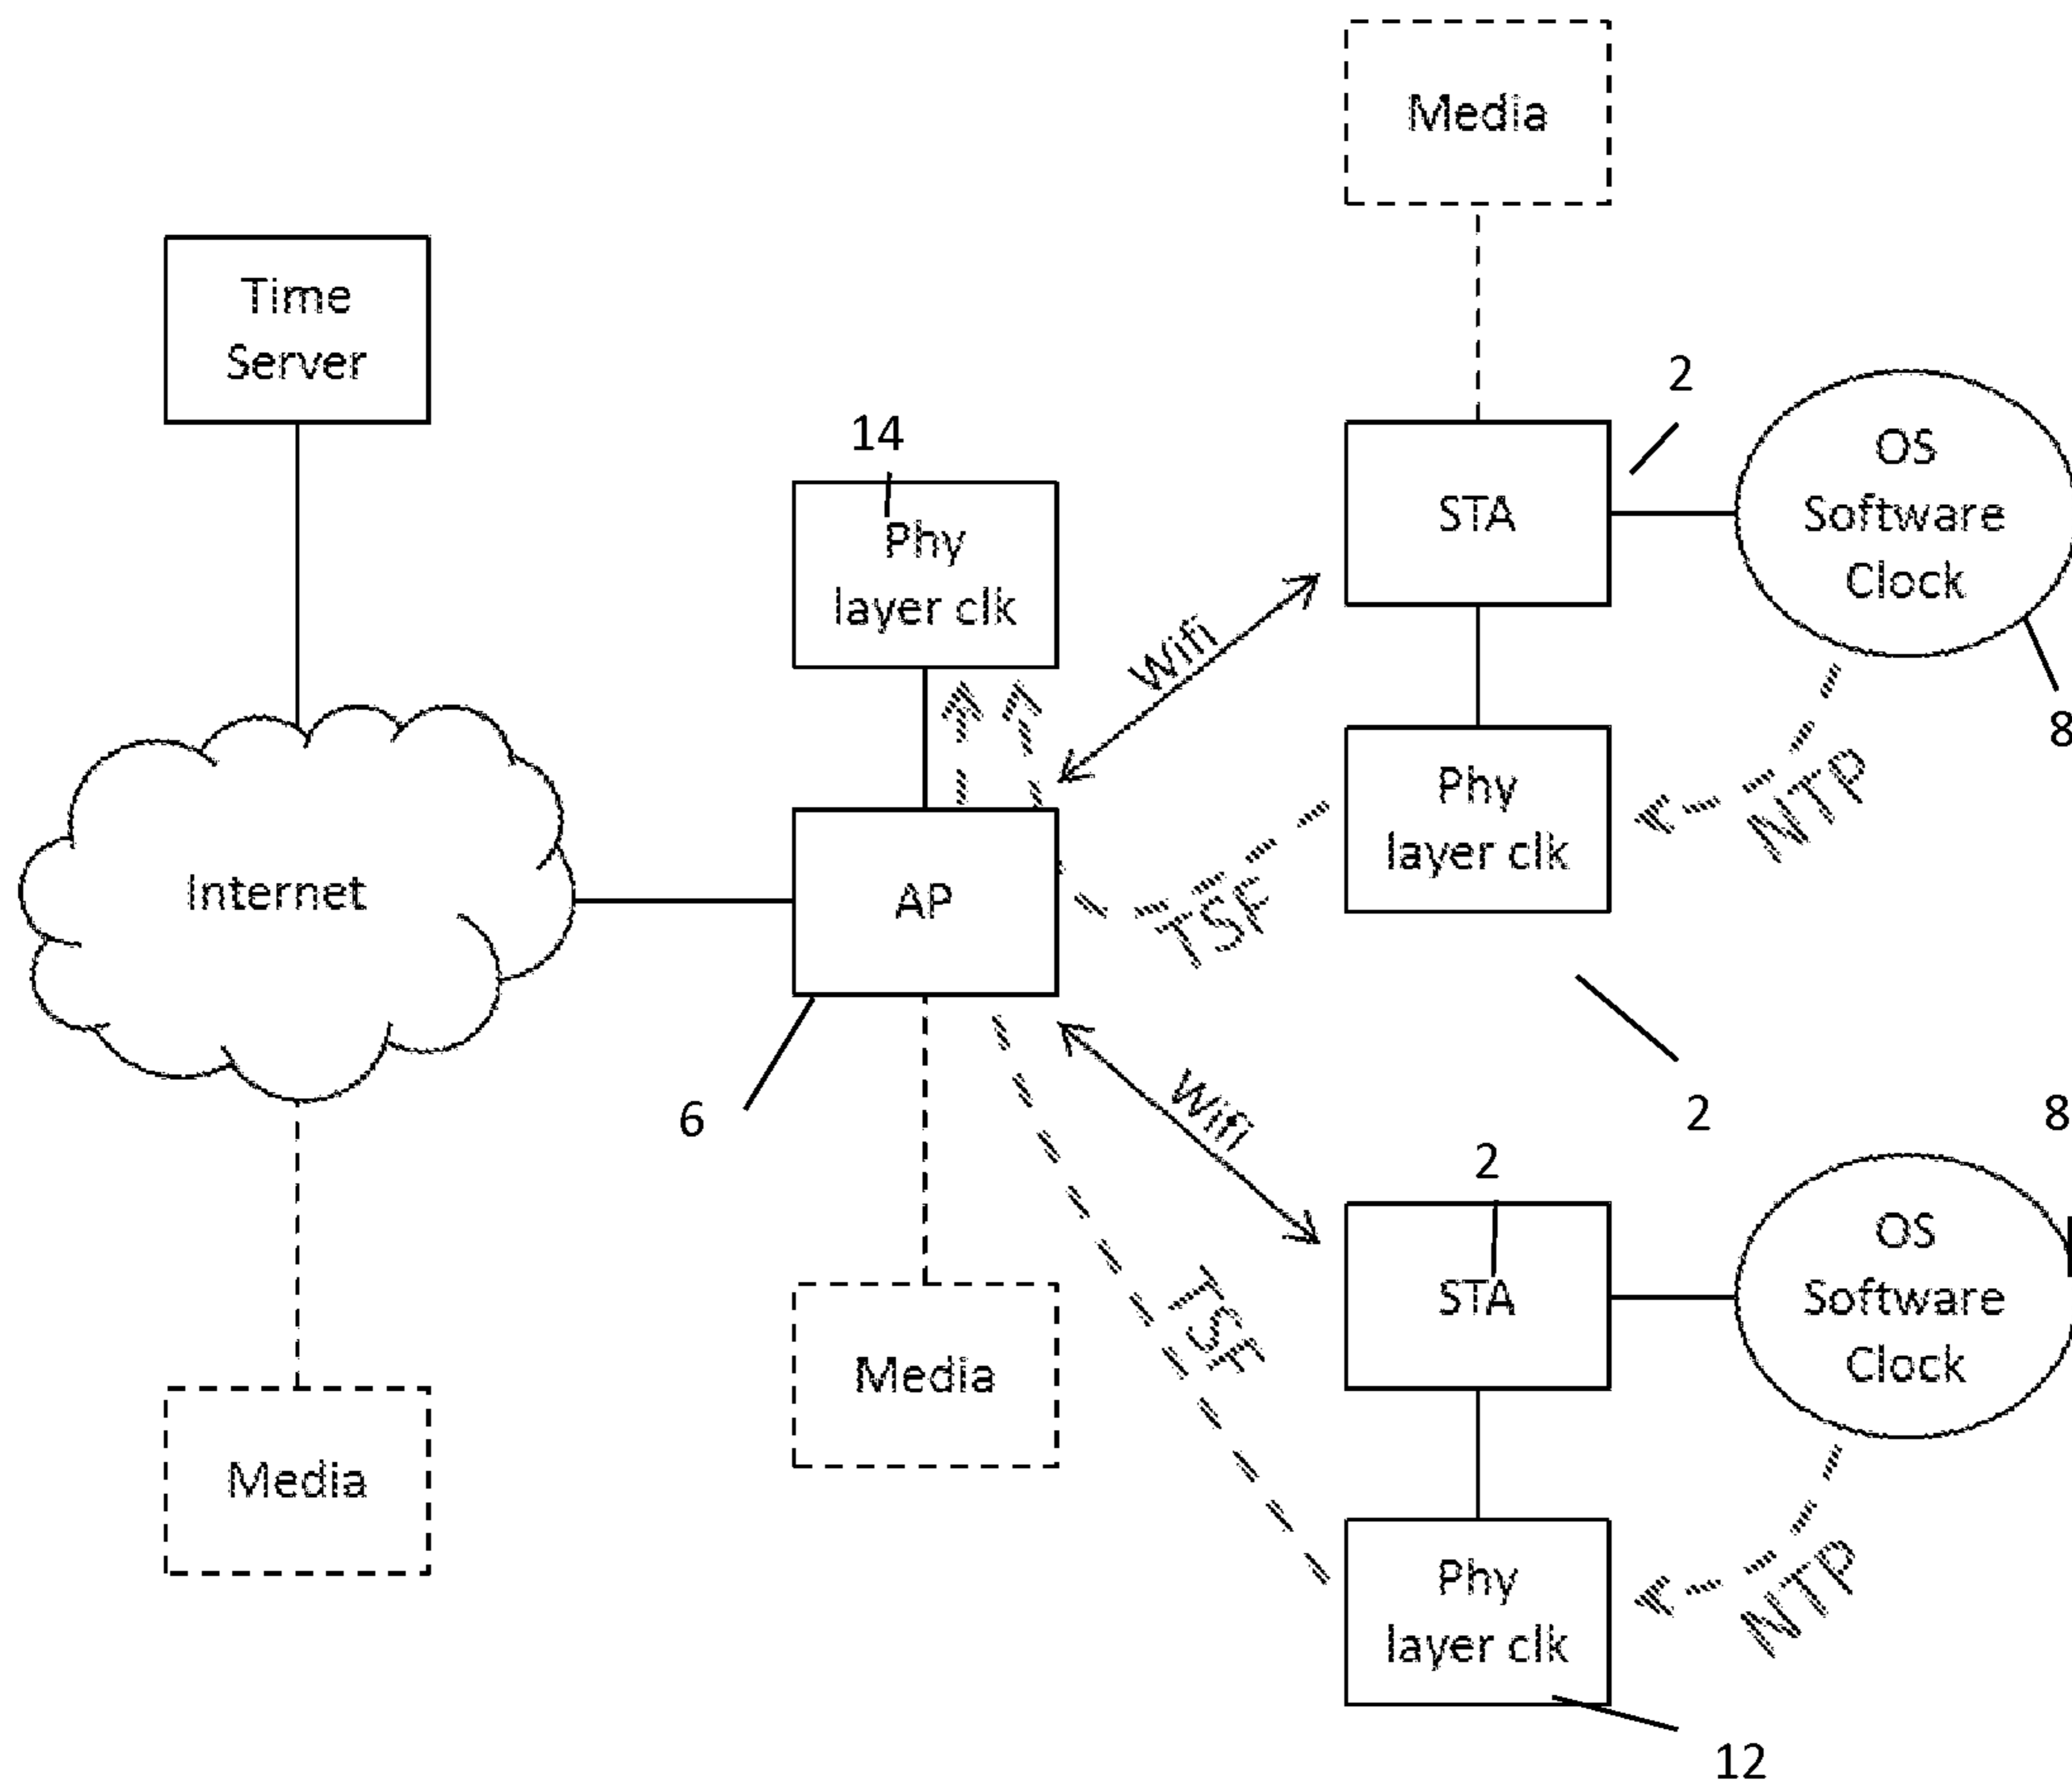 Media
Time
Server
2
OS
Software
Clock
14
STA
Phy
layer clk
Wifi
8
Phy
layer clk
NTP
Internet
AP
TSF
6
Wifi
2
8
2
OS
Software
Clock
STA
TSF
Media
Media
Phy
layer clk
NTP
12